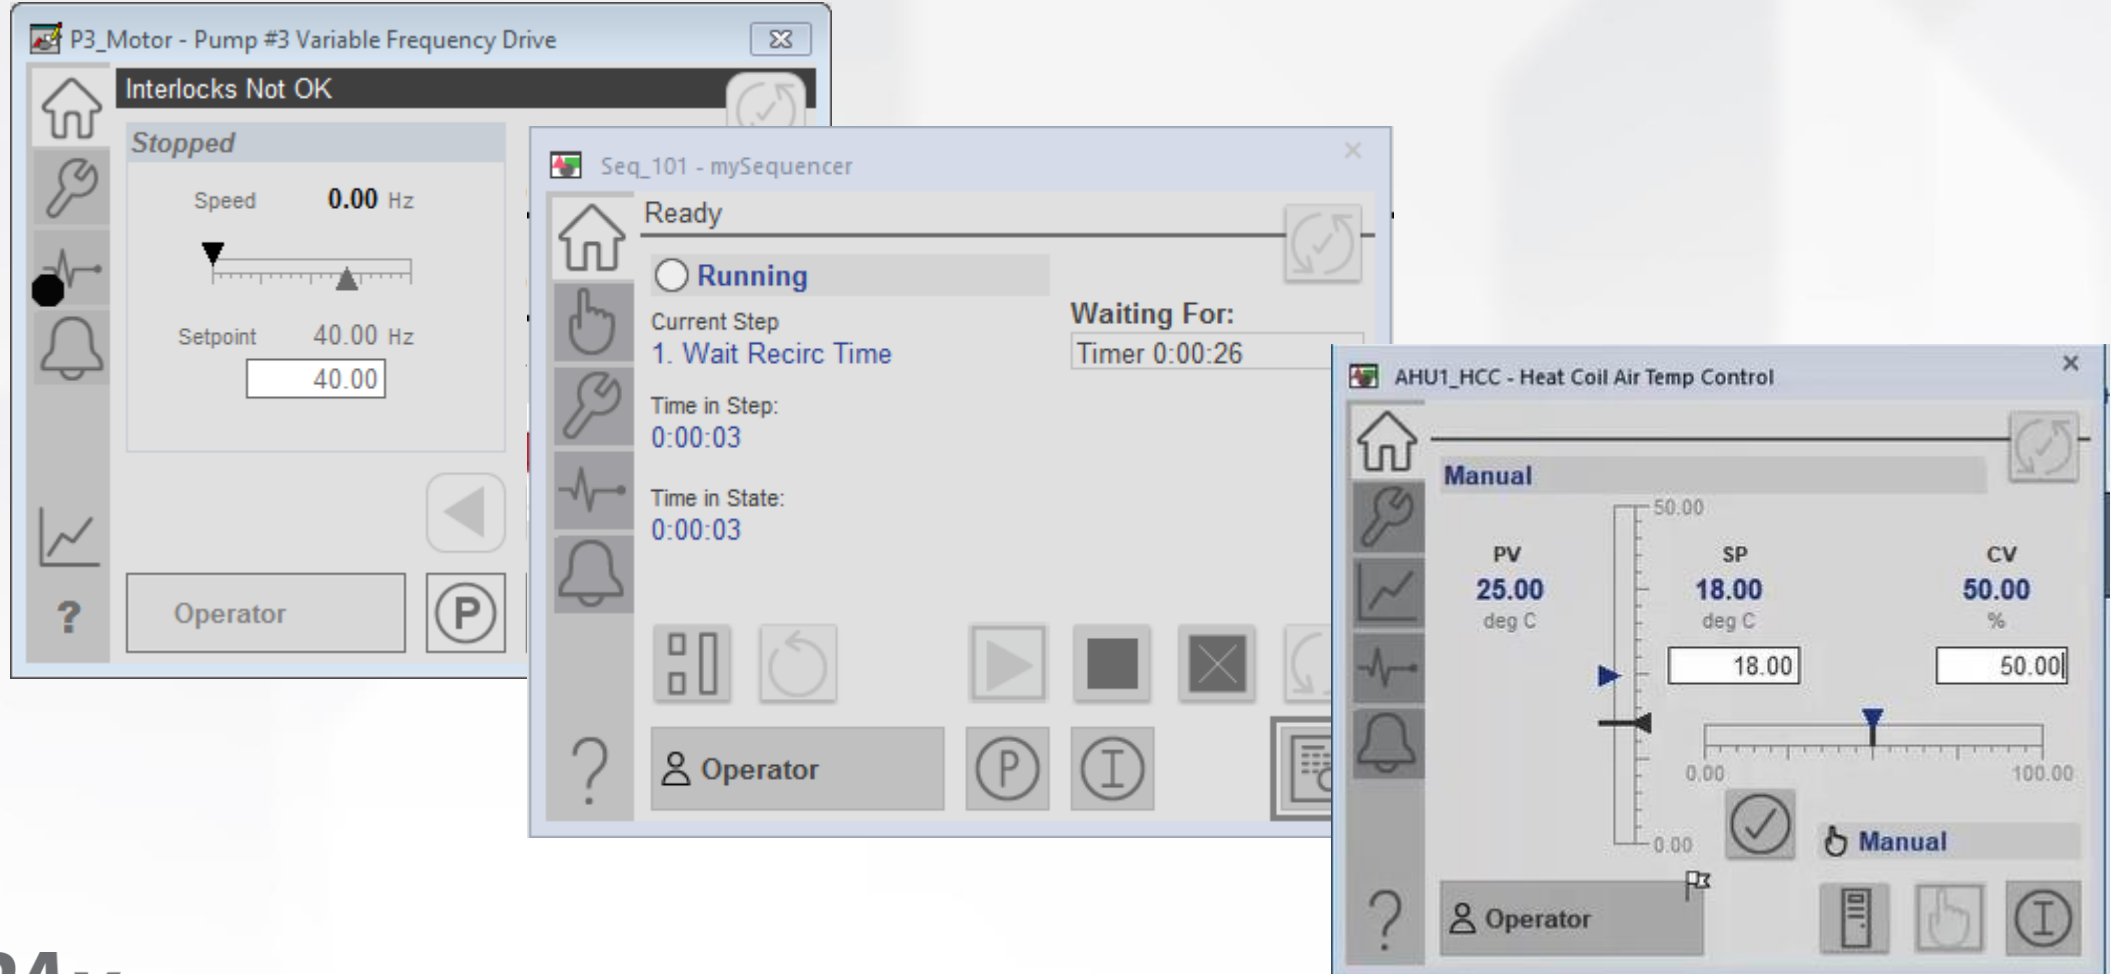 P3_Motor - Pump #3 Variable Frequency Drive
Interlocks Not OK
Stopped
Speed 0.00 Hz
Setpoint 40.00 Hz
40.00
?
Operator
P
Seq_101 - mySequencer
Ready
Running
Current Step
1. Wait Recirc Time
Waiting For:
Timer 0:00:26
Time in Step:
0:00:03
Time in State:
0:00:03
?
Operator
P
I
AHU1_HCC - Heat Coil Air Temp Control
Manual
50.00
PV SP CV
25.00 18.00 50.00
deg C deg C %
18.00 50.00
0.00 100.00
0.00
Manual
?
Operator
I